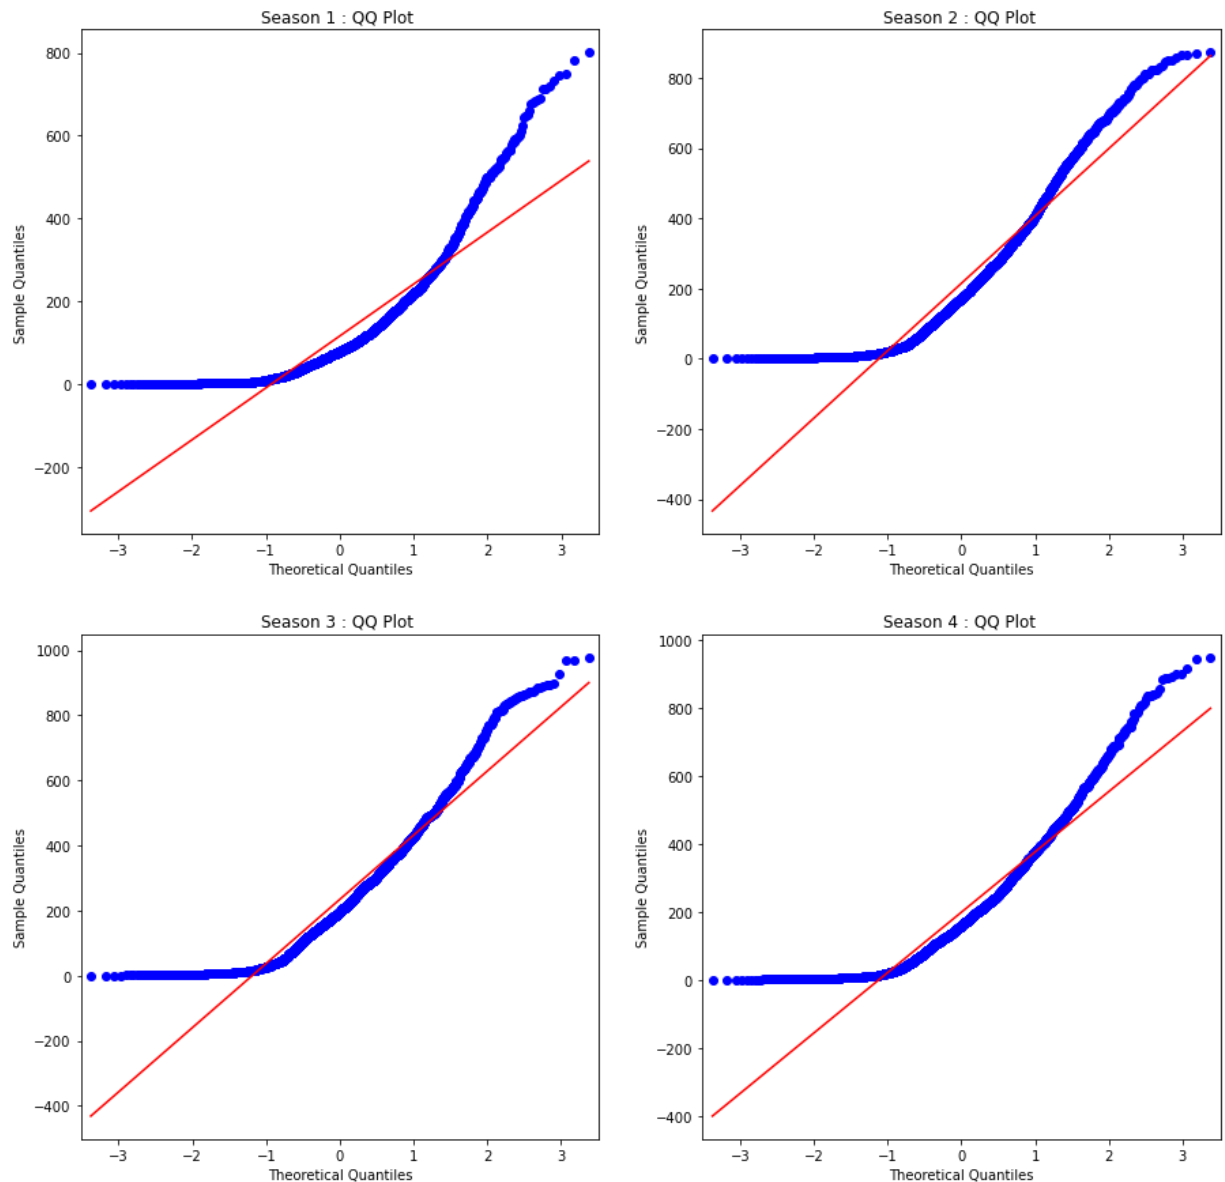 Season 1 : QQ Plot
800
600
400
200
0
−200
Sample Quantiles
−3 −2 −1 0 1 2 3
Theoretical Quantiles
Season 2 : QQ Plot
800
600
400
200
0
−200
−400
Sample Quantiles
−3 −2 −1 0 1 2 3
Theoretical Quantiles
Season 3 : QQ Plot
1000
800
600
400
200
0
−200
−400
Sample Quantiles
−3 −2 −1 0 1 2 3
Theoretical Quantiles
Season 4 : QQ Plot
1000
800
600
400
200
0
−200
−400
Sample Quantiles
−3 −2 −1 0 1 2 3
Theoretical Quantiles